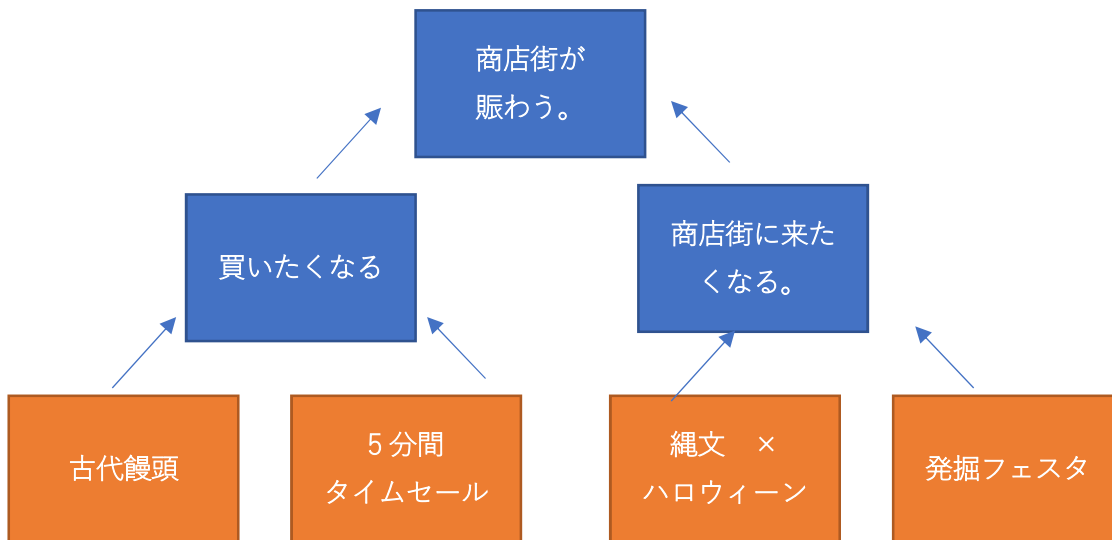 商店街が
賑わう。
買いたくなる
商店街に来た
くなる。
古代饅頭
５分間
タイムセール
縄文　×
ハロウィーン
発掘フェスタ